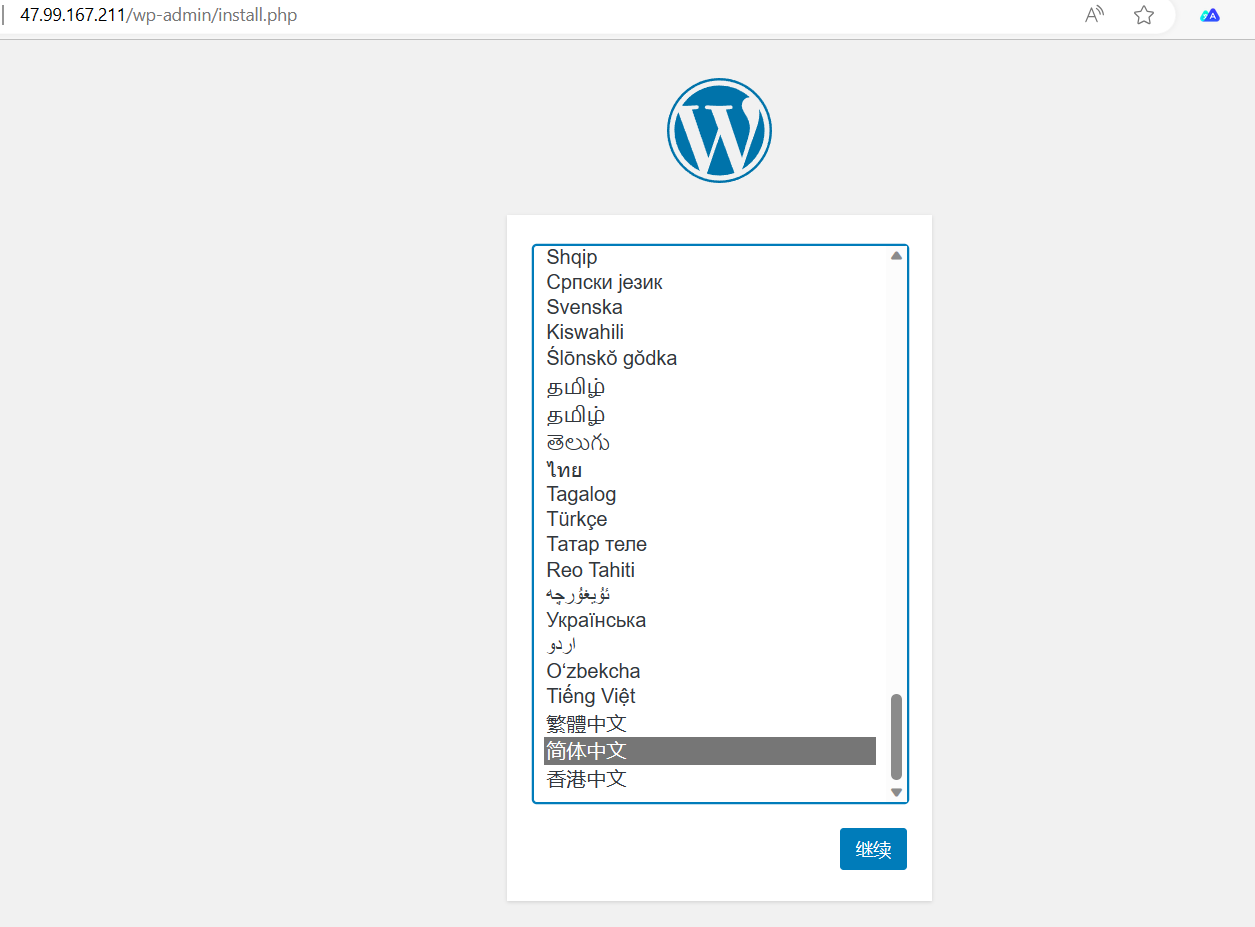 47.99.167.211/wp-admin/install.php
Shqip
Српски језик
Svenska
Kiswahili
Ślōnskŏ gŏdka
தமிழ்
தமிழ்
తెలుగు
ไทย
Tagalog
Türkçe
Татар теле
Reo Tahiti
ئۇيغۇرچە
Українська
اردو
O‘zbekcha
Tiếng Việt
繁體中文
简体中文
香港中文
继续